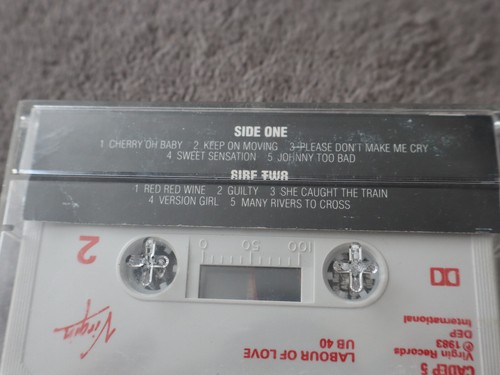 SIDE ONE
1 CHERRY OH BABY 2 KEEP ON MOVING 3 PLEASE DON'T MAKE ME CRY
4 SWEET SENSATION 5 JOHNNY TOO BAD
SIDE TWO
1 RED RED WINE 2 GUILTY 3 SHE CAUGHT THE TRAIN
4 VERSION GIRL 5 MANY RIVERS TO CROSS
2
0 50 100
Virgin
LABOUR OF LOVE
UB 40
CADEP 5
Virgin Records
℗ 1983
DEP
International